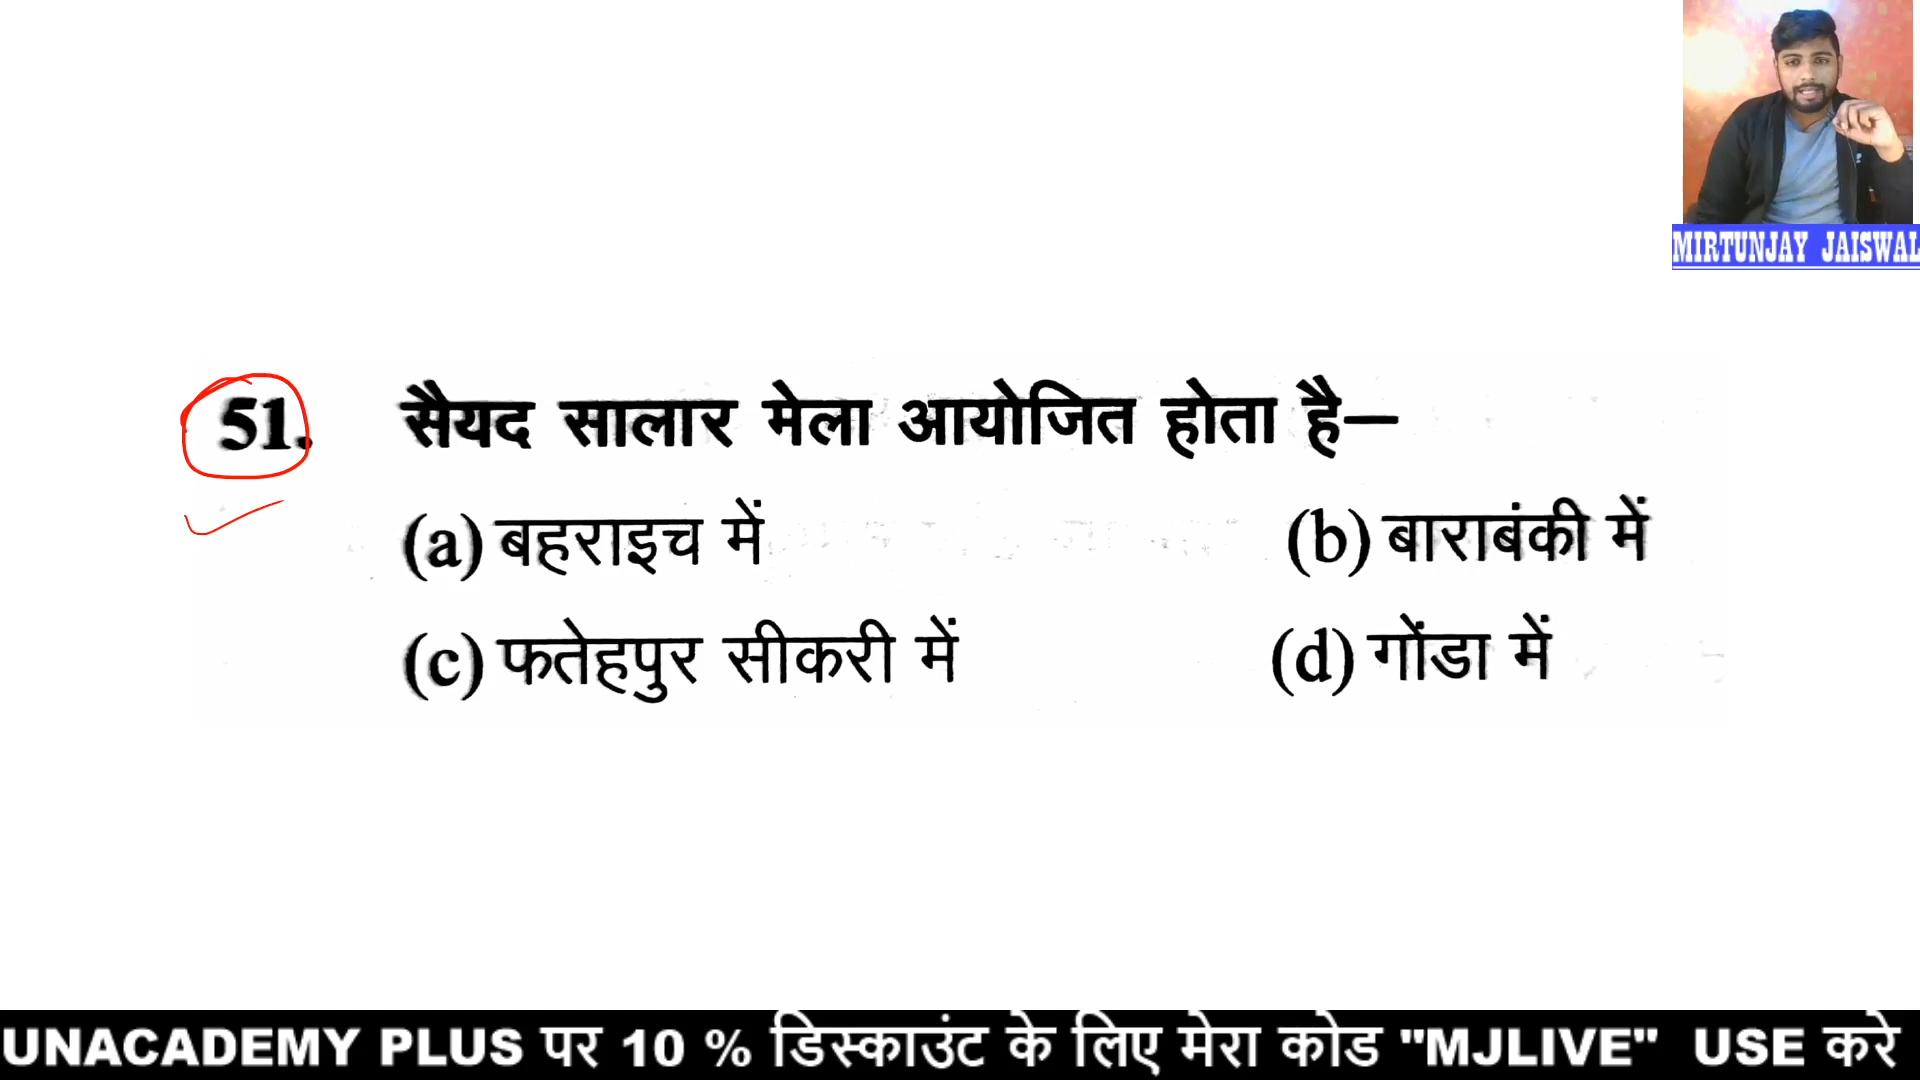 MIRTUNJAY JAISWAL
51. सैयद सालार मेला आयोजित होता है–
(a) बहराइच में (b) बाराबंकी में
(c) फतेहपुर सीकरी में (d) गोंडा में
UNACADEMY PLUS पर 10 % डिस्काउंट के लिए मेरा कोड "MJLIVE" USE करे